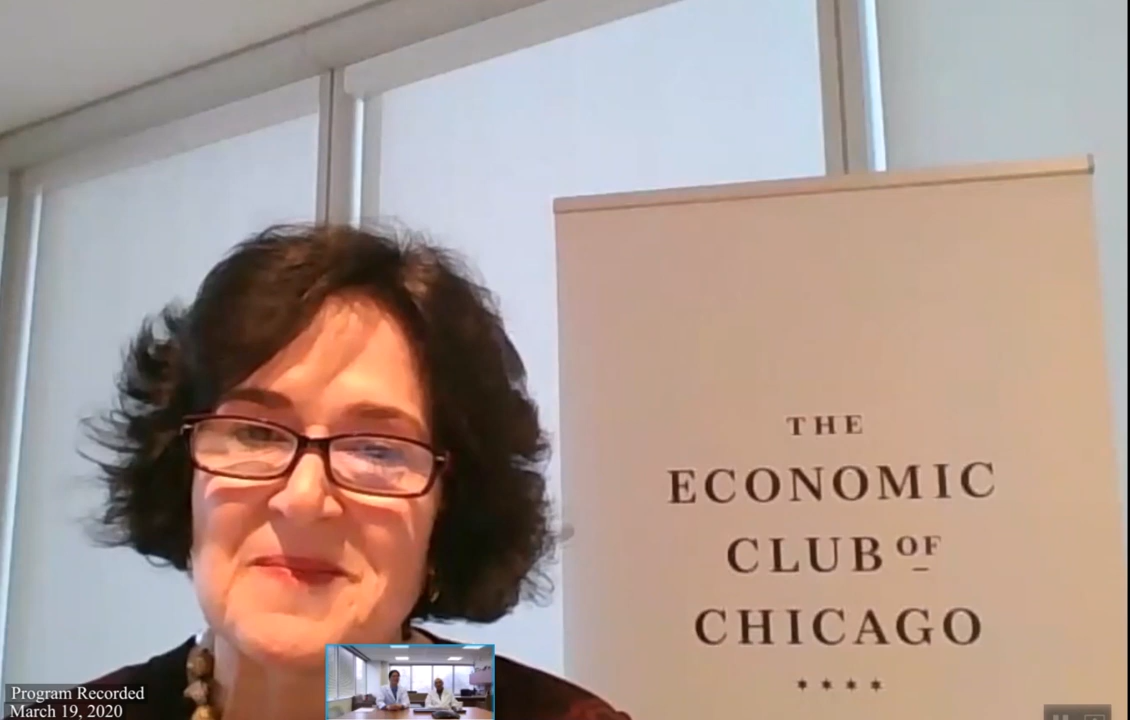 THE
ECONOMIC
CLUB OF
CHICAGO
Program Recorded
March 19, 2020